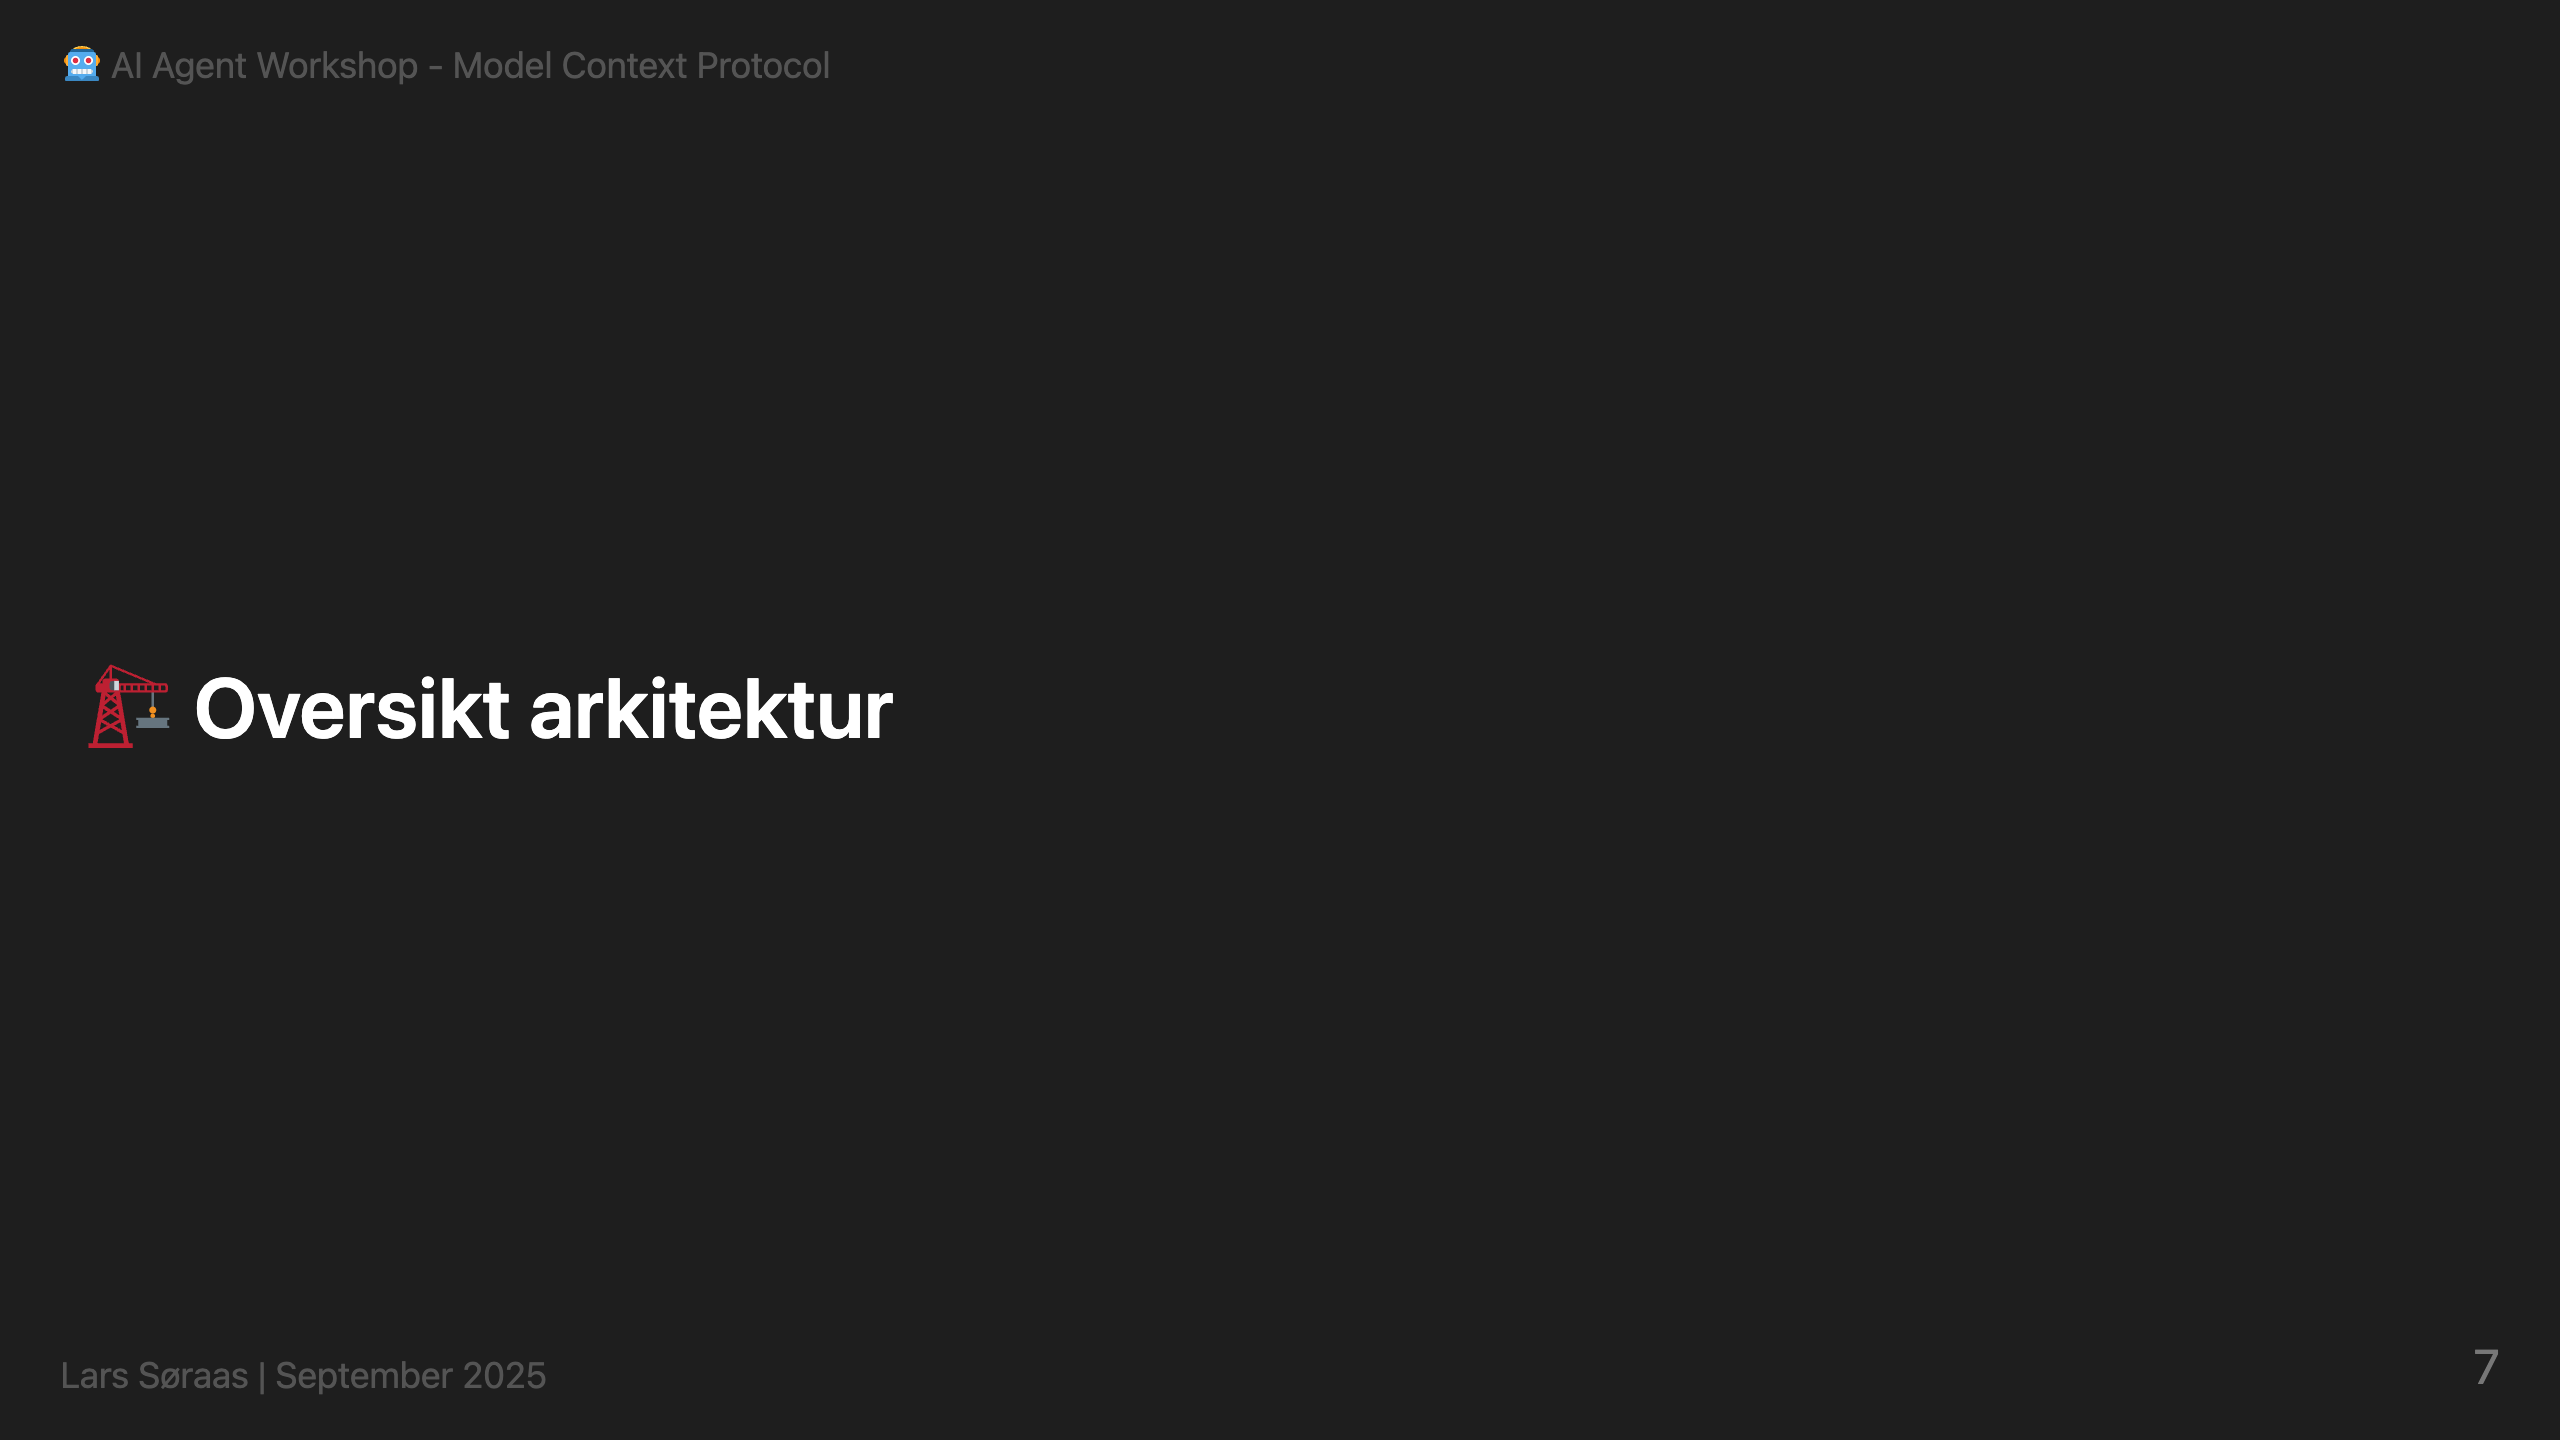 🤖 AI Agent Workshop - Model Context Protocol
🏗️ Oversikt arkitektur
Lars Søraas | September 2025
7